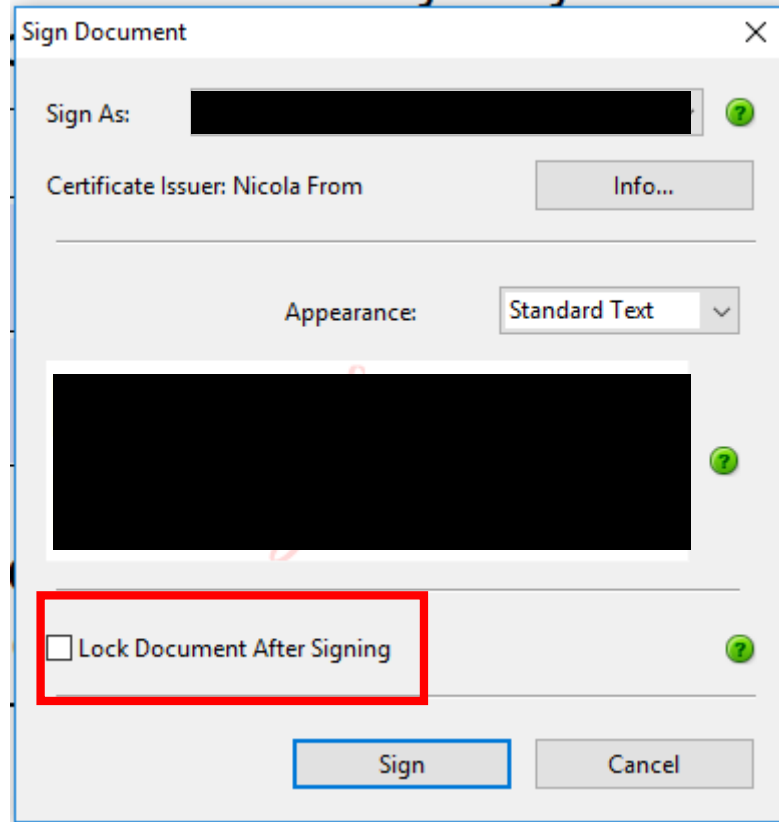 Sign Document
Sign As:
Certificate Issuer: Nicola From
Info...
Appearance:
Standard Text
Lock Document After Signing
Sign
Cancel